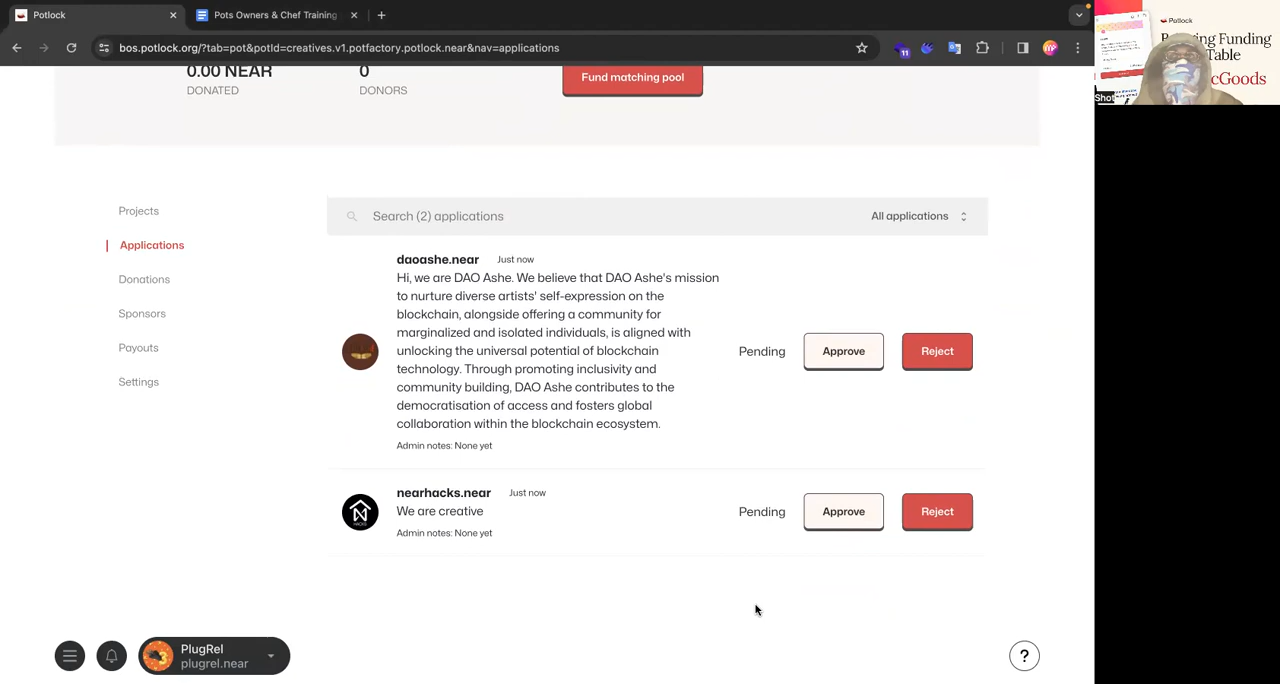 Potlock
Pots Owners & Chef Training
bos.potlock.org/?tab=pot&potId=creatives.v1.potfactory.potlock.near&nav=applications
11
0.00 NEAR
DONATED
0
DONORS
Fund matching pool
Potlock
Funding
Table
cGoods
Shot
Projects
Applications
Donations
Sponsors
Payouts
Settings
Search (2) applications
All applications
daoashe.near Just now
Hi, we are DAO Ashe. We believe that DAO Ashe's mission
to nurture diverse artists' self-expression on the
blockchain, alongside offering a community for
marginalized and isolated individuals, is aligned with
unlocking the universal potential of blockchain
technology. Through promoting inclusivity and
community building, DAO Ashe contributes to the
democratisation of access and fosters global
collaboration within the blockchain ecosystem.
Admin notes: None yet
Pending Approve Reject
nearhacks.near Just now
We are creative
Admin notes: None yet
Pending Approve Reject
HACKS
PlugRel
plugrel.near
?